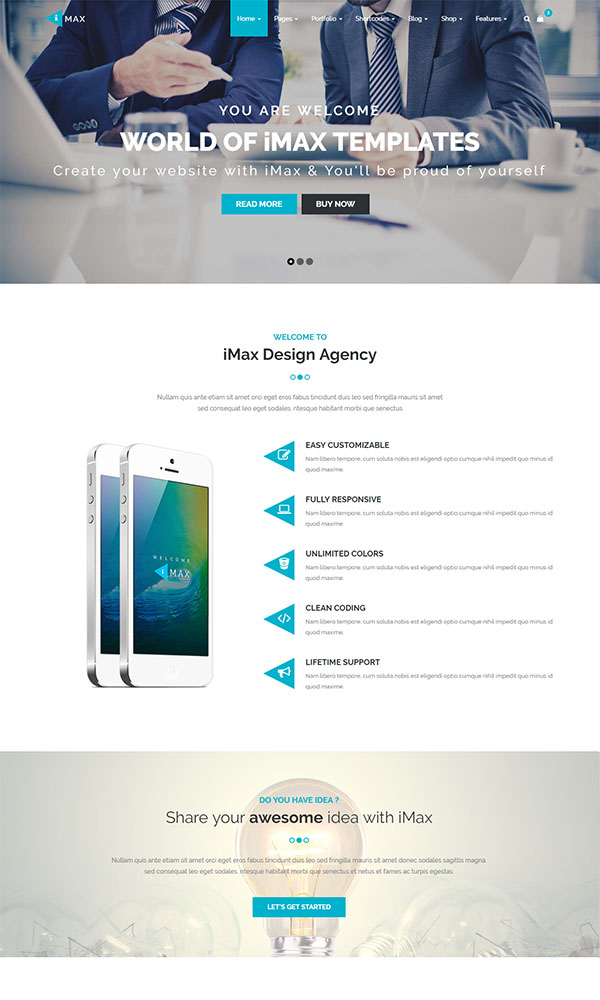 i MAX
Home Pages Portfolio Shortcodes Blog Shop Features
YOU ARE WELCOME
WORLD OF iMAX TEMPLATES
Create your website with iMax & You'll be proud of yourself
READ MORE BUY NOW
WELCOME TO
iMax Design Agency
Nullam quis ante etiam sit amet orci eget eros fabus tincidunt duis leo sed fringilla mauris sit amet
sed consequat leo eget sodales. ntesque habitant morbi que senectus
WELCOME
i MAX
EASY CUSTOMIZABLE
Nam libero tempore, cum soluta nobis est eligendi optio cumque nihil impedit quo minus id
quod maxime.
FULLY RESPONSIVE
Nam libero tempore, cum soluta nobis est eligendi optio cumque nihil impedit quo minus id
quod maxime.
UNLIMITED COLORS
Nam libero tempore, cum soluta nobis est eligendi optio cumque nihil impedit quo minus id
quod maxime.
CLEAN CODING
Nam libero tempore, cum soluta nobis est eligendi optio cumque nihil impedit quo minus id
quod maxime.
LIFETIME SUPPORT
Nam libero tempore, cum soluta nobis est eligendi optio cumque nihil impedit quo minus id
quod maxime.
DO YOU HAVE IDEA ?
Share your awesome idea with iMax
Nullam quis ante etiam sit amet orci eget eros fabus tincidunt duis leo sed fringilla mauris sit amet donec sodales sagittis magna
sed consequat leo eget sodales. ntesque habitant morbi que senectus et netus et fames ac turpis egestas.
LET'S GET STARTED